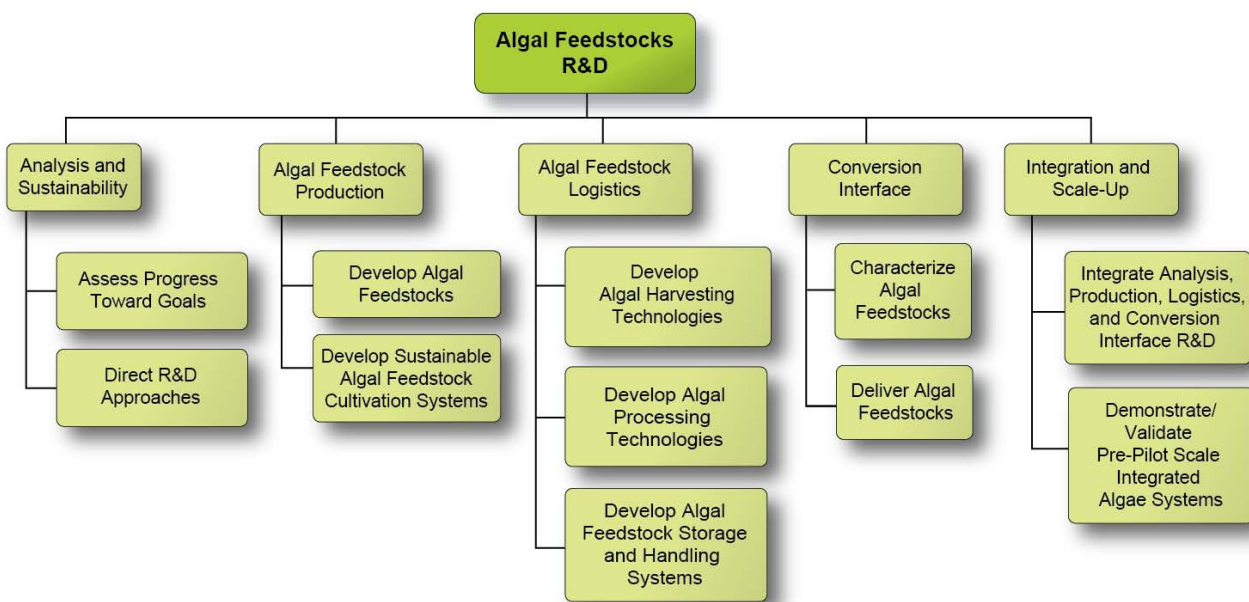 Algal Feedstocks
R&D
Analysis and
Sustainability
Assess Progress
Toward Goals
Direct R&D
Approaches
Algal Feedstock
Production
Develop Algal
Feedstocks
Develop Sustainable
Algal Feedstock
Cultivation Systems
Algal Feedstock
Logistics
Develop
Algal Harvesting
Technologies
Develop Algal
Processing
Technologies
Develop Algal
Feedstock Storage
and Handling
Systems
Conversion
Interface
Characterize
Algal
Feedstocks
Deliver Algal
Feedstocks
Integration and
Scale-Up
Integrate Analysis,
Production, Logistics,
and Conversion
Interface R&D
Demonstrate/
Validate
Pre-Pilot Scale
Integrated
Algae Systems